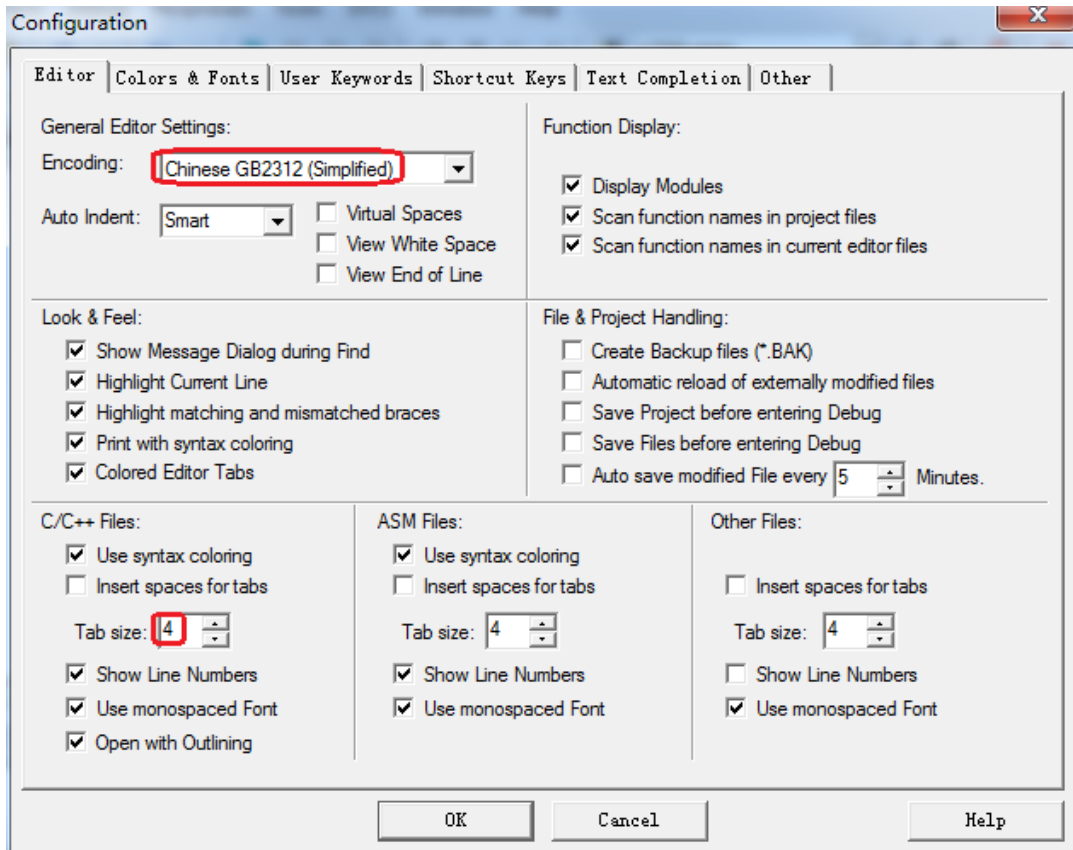 Configuration
Editor Colors & Fonts User Keywords Shortcut Keys Text Completion Other
General Editor Settings:
Encoding: Chinese GB2312 (Simplified)
Auto Indent: Smart
Virtual Spaces
View White Space
View End of Line
Function Display:
Display Modules
Scan function names in project files
Scan function names in current editor files
Look & Feel:
Show Message Dialog during Find
Highlight Current Line
Highlight matching and mismatched braces
Print with syntax coloring
Colored Editor Tabs
File & Project Handling:
Create Backup files (*.BAK)
Automatic reload of externally modified files
Save Project before entering Debug
Save Files before entering Debug
Auto save modified File every 5 Minutes.
C/C++ Files:
Use syntax coloring
Insert spaces for tabs
Tab size: 4
Show Line Numbers
Use monospaced Font
Open with Outlining
ASM Files:
Use syntax coloring
Insert spaces for tabs
Tab size: 4
Show Line Numbers
Use monospaced Font
Other Files:
Insert spaces for tabs
Tab size: 4
Show Line Numbers
Use monospaced Font
OK Cancel Help